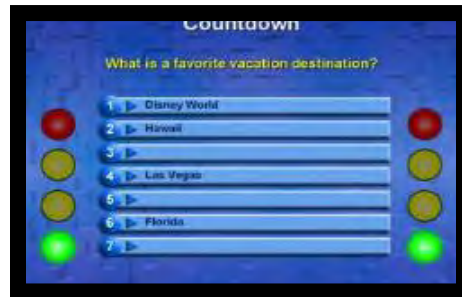 Countdown
What is a favorite vacation destination?
1 Disney World
2 Hawaii
3
4 Las Vegas
5
6 Florida
7